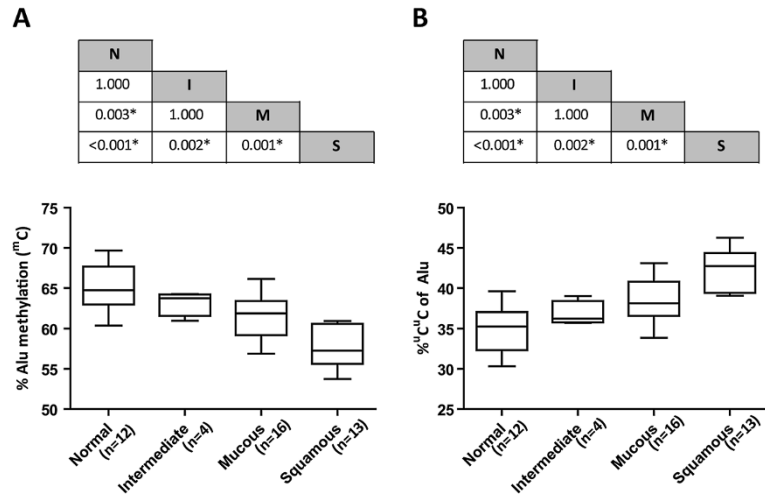 A
N
1.000 I
0.003* 1.000 M
<0.001* 0.002* 0.001* S
% Alu methylation (ᵐC)
75
70
65
60
55
50
Normal (n=12)
Intermediate (n=4)
Mucous (n=16)
Squamous (n=13)
B
N
1.000 I
0.003* 1.000 M
<0.001* 0.002* 0.001* S
%ᵘCᵘC of Alu
50
45
40
35
30
25
Normal (n=12)
Intermediate (n=4)
Mucous (n=16)
Squamous (n=13)